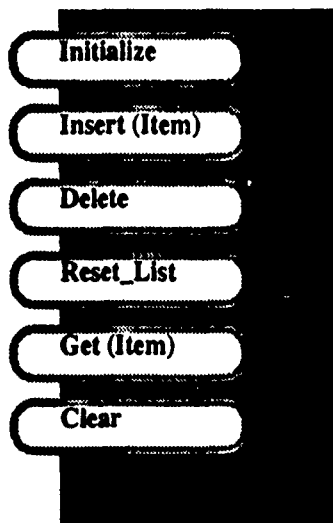 Initialize
Insert (Item)
Delete
Reset_List
Get (Item)
Clear